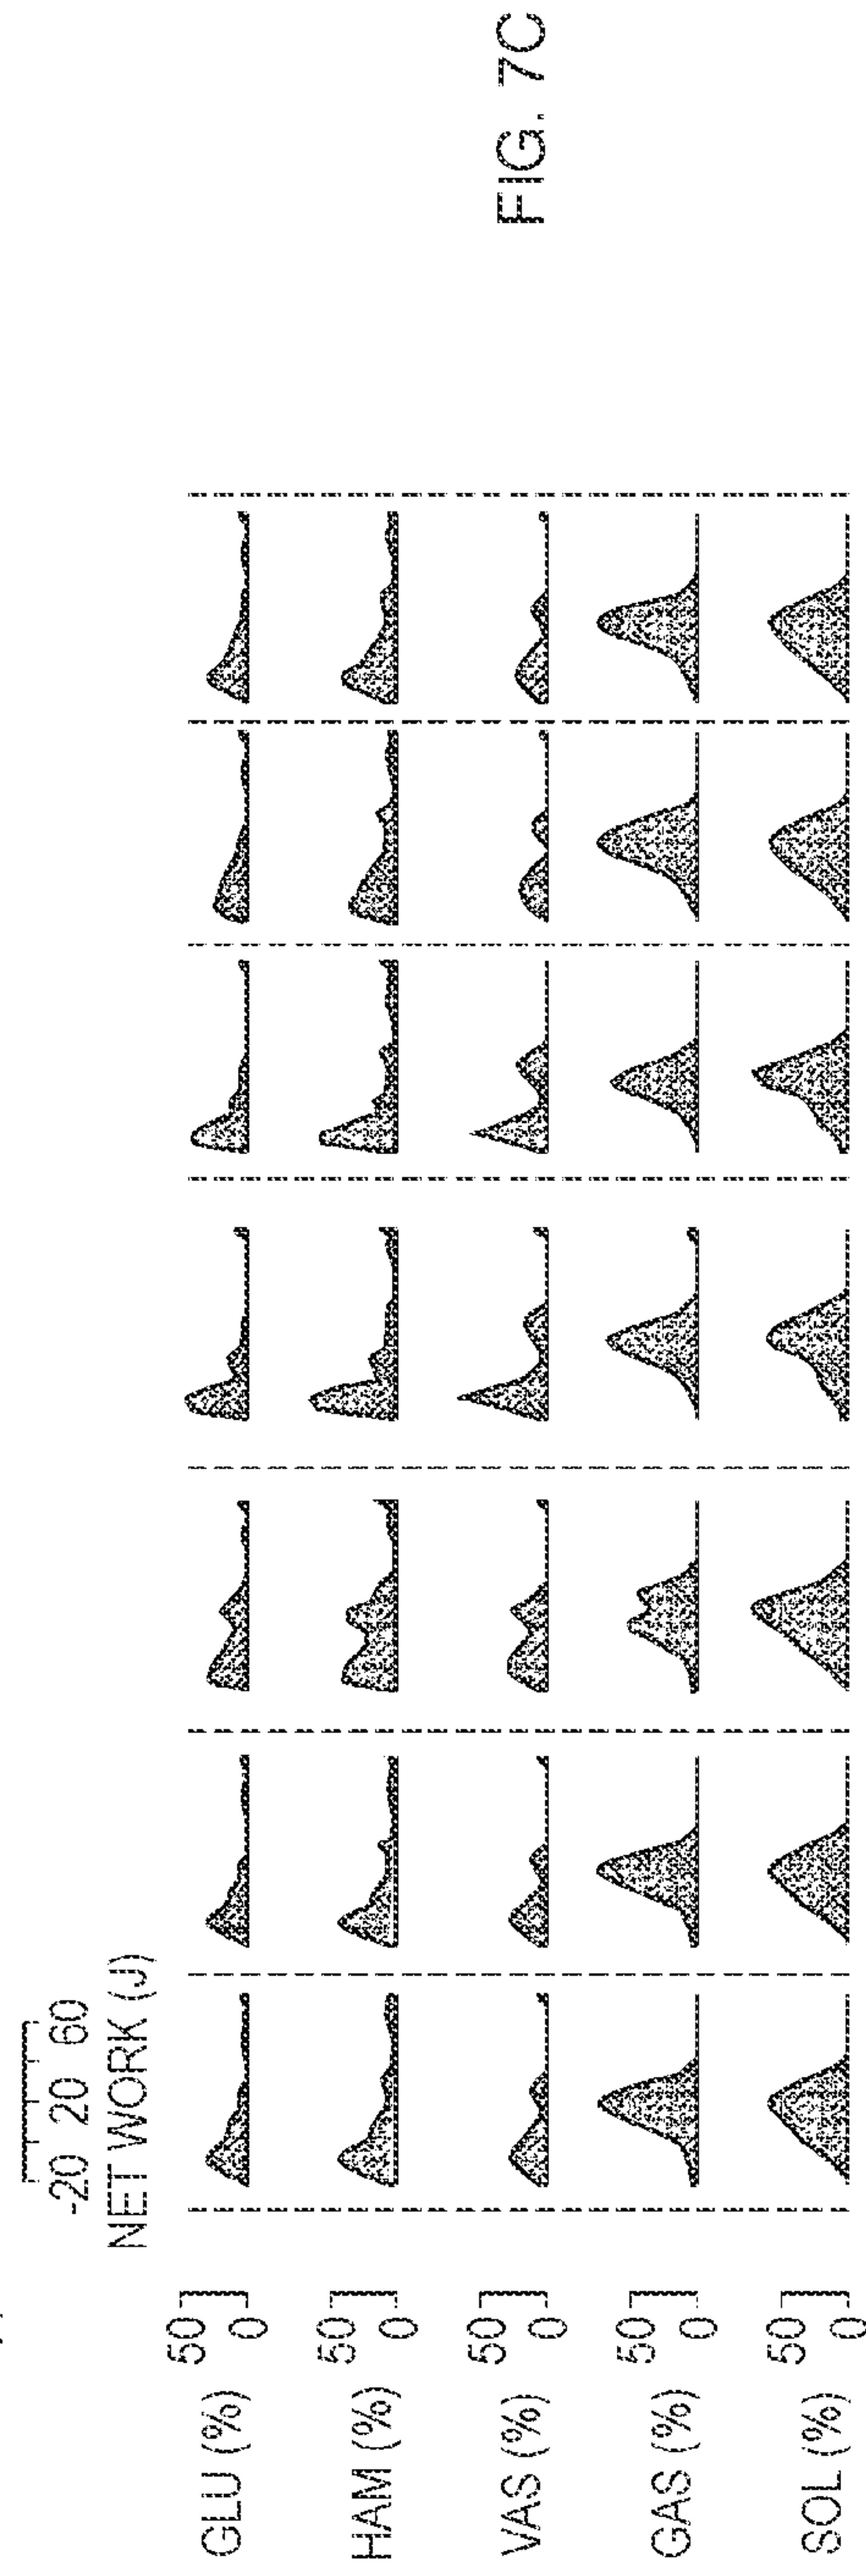 -20 20 60
NET WORK (J)
GLU (%) 50 0
HAM (%) 50 0
VAS (%) 50 0
GAS (%) 50 0
SOL (%) 50 0
FIG. 7C